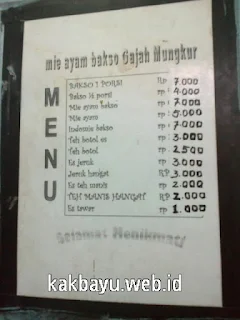 mie ayam bakso Gajah Mungkur
MENU
BAKSO 1 PORSI Rp : 7.000
Bakso ½ porsi rp : 4.000
Mie ayam bakso rp : 7.000
Mie ayam rp : 5.000
Indomie bakso rp : 7.000
Teh botol es rp : 3.000
Teh botol rp : 2500
Es jeruk rp : 3.000
Jeruk hangat RP : 3.000
Es teh manis rp : 2.000
TEH MANIS HANGAT RP : 2.000
Es tawar rp : 1.000
Selamat Menikmati
kakbayu.web.id